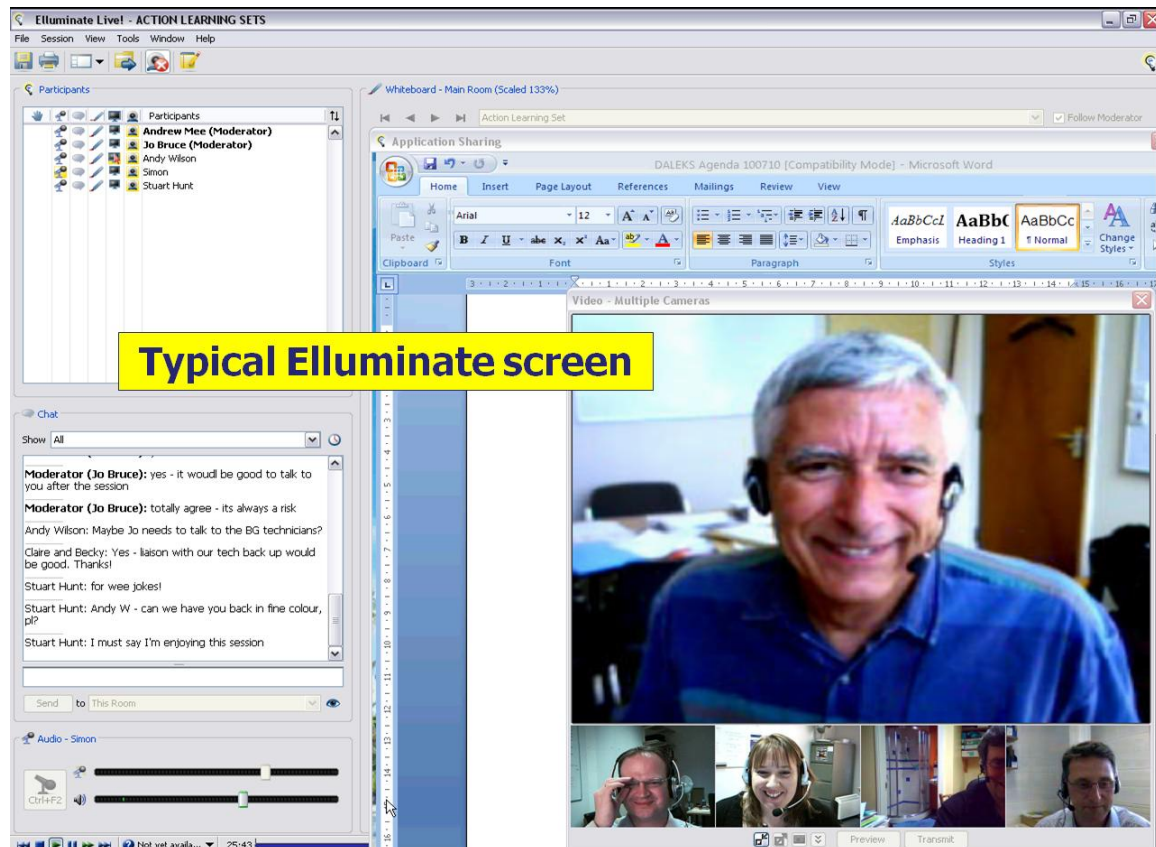 Elluminate Live! - ACTION LEARNING SETS
File Session View Tools Window Help
Participants
Participants
Andrew Mee (Moderator)
Jo Bruce (Moderator)
Andy Wilson
Simon
Stuart Hunt
Whiteboard - Main Room (Scaled 133%)
Action Learning Set
Follow Moderator
Application Sharing
DALEKS Agenda 100710 [Compatibility Mode] - Microsoft Word
Home Insert Page Layout References Mailings Review View
Paste
Clipboard
Arial 12
Font
Paragraph
AaBbCcI AaBb( AaBbCc
Emphasis Heading 1 ¶ Normal
Change Styles
Styles
Video - Multiple Cameras
Typical Elluminate screen
Chat
Show All
Moderator (Jo Bruce): yes - it woudl be good to talk to
you after the session
Moderator (Jo Bruce): totally agree - its always a risk
Andy Wilson: Maybe Jo needs to talk to the BG technicians?
Claire and Becky: Yes - liaison with our tech back up would
be good. Thanks!
Stuart Hunt: for wee jokes!
Stuart Hunt: Andy W - can we have you back in fine colour,
pl?
Stuart Hunt: I must say I'm enjoying this session
Send to This Room
Audio - Simon
Ctrl+F2
Not yet availa... 25:43
Preview Transmit